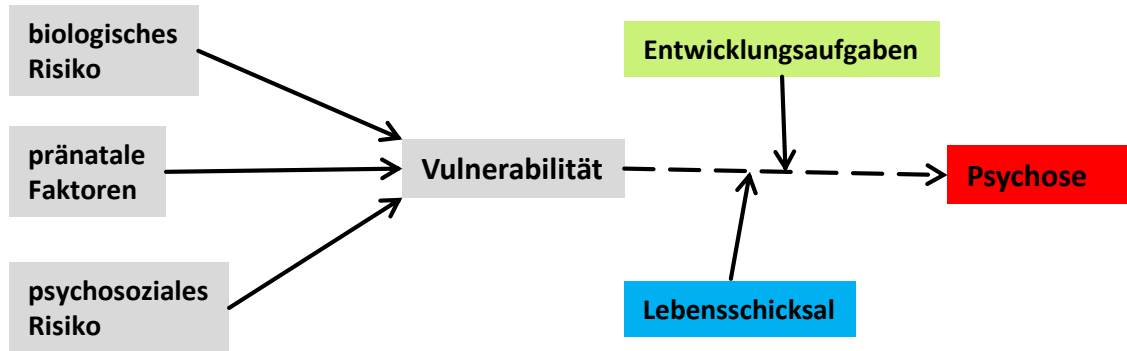 biologisches
Risiko
pränatale
Faktoren
psychosoziales
Risiko
Vulnerabilität
Entwicklungsaufgaben
Lebensschicksal
Psychose